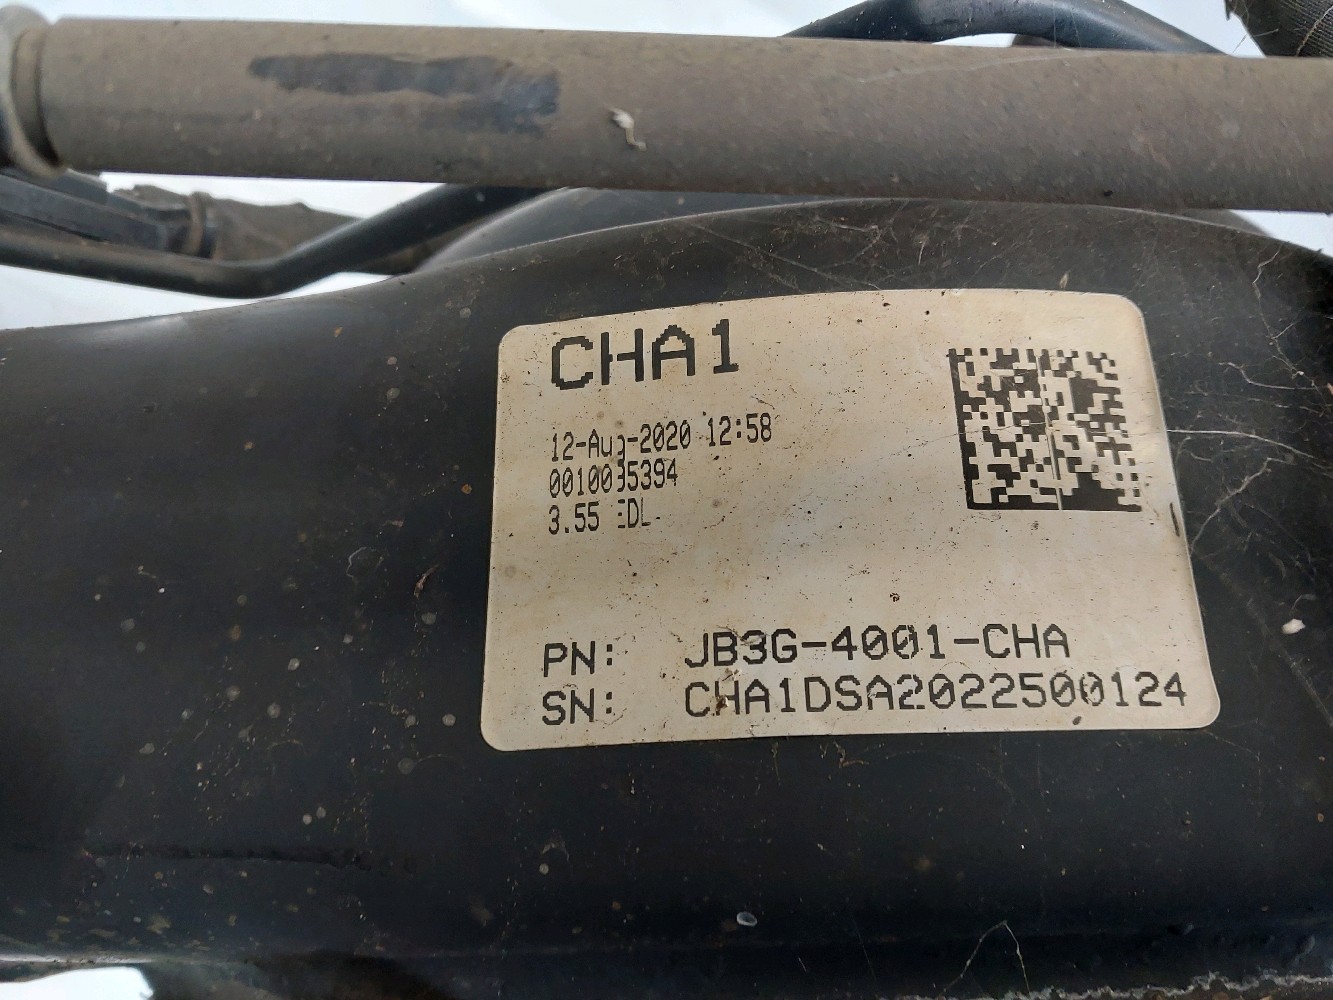 CHA1
12-Aug-2020 12:58
0010035394
3.55 EDL
PN: JB3G-4001-CHA
SN: CHA1DSA2022500124